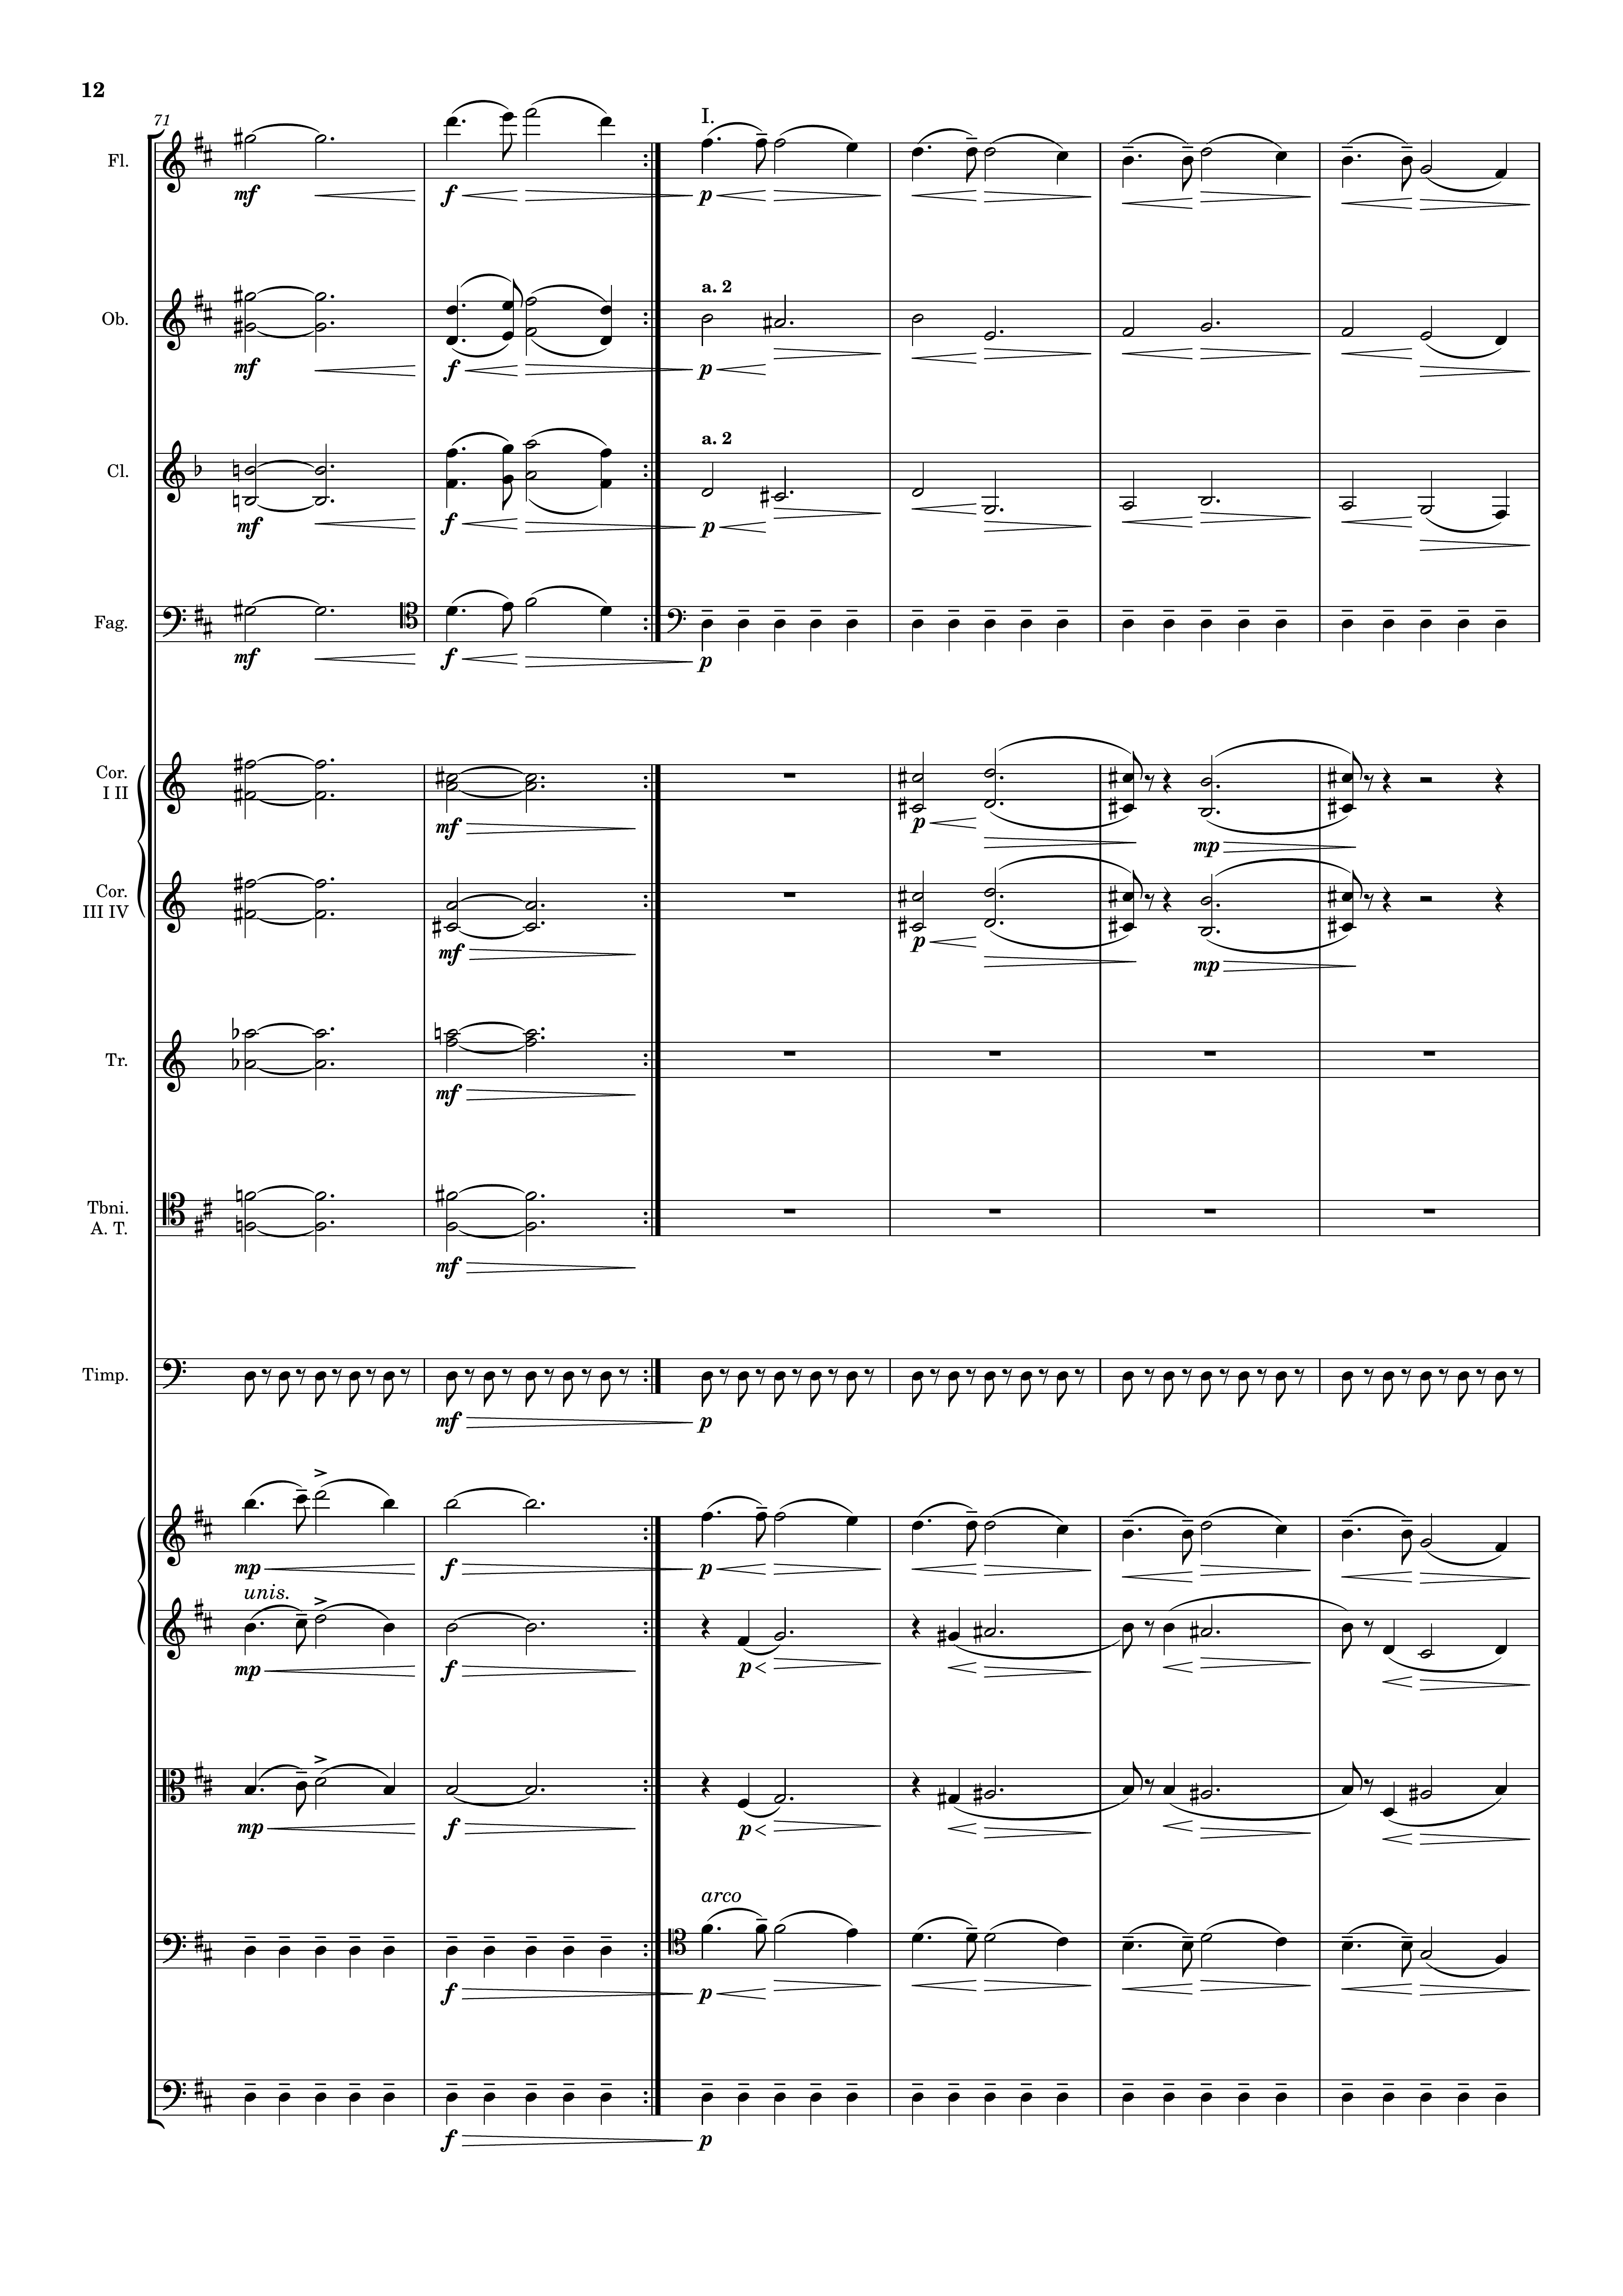 12
71
I.
Fl.
mf
f
p
a. 2
Ob.
mf
f
p
a. 2
Cl.
mf
f
p
Fag.
mf
f
p
Cor.
I II
mf
p
mp
Cor.
III IV
mf
p
mp
Tr.
mf
Tbni.
A. T.
mf
Timp.
mf
p
mp
f
p
unis.
mp
f
p
mp
f
p
arco
f
p
f
p